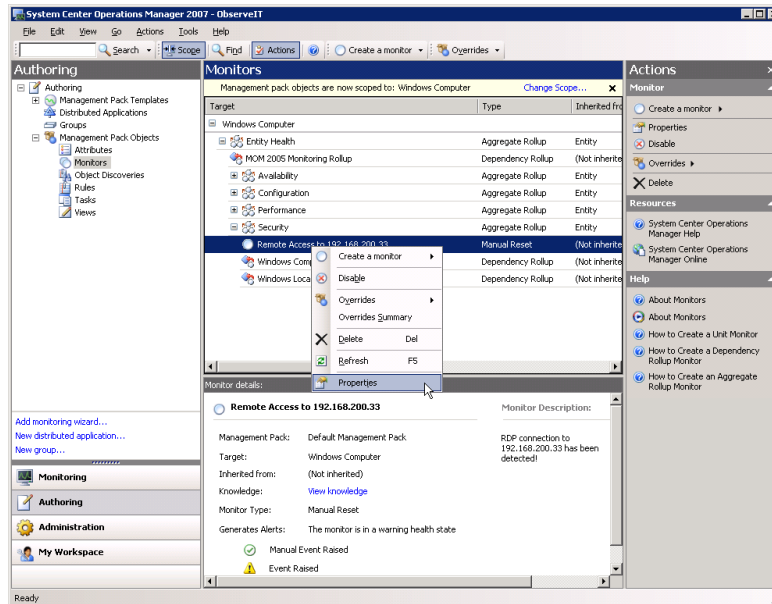 System Center Operations Manager 2007 - ObserveIT
File Edit View Go Actions Tools Help
Search Scope Find Actions Create a monitor Overrides
Authoring
Authoring
Management Pack Templates
Distributed Applications
Groups
Management Pack Objects
Attributes
Monitors
Object Discoveries
Rules
Tasks
Views
Add monitoring wizard...
New distributed application...
New group...
Monitoring
Authoring
Administration
My Workspace
Monitors
Management pack objects are now scoped to: Windows Computer Change Scope... x
Target Type Inherited fro
Windows Computer
Entity Health Aggregate Rollup Entity
MOM 2005 Monitoring Rollup Dependency Rollup (Not inherite
Availability Aggregate Rollup Entity
Configuration Aggregate Rollup Entity
Performance Aggregate Rollup Entity
Security Aggregate Rollup Entity
Remote Access to 192.168.200.33 Manual Reset (Not inherite
Windows Com Dependency Rollup (Not inherite
Windows Loca Dependency Rollup (Not inherite
Create a monitor
Disable
Overrides
Overrides Summary
Delete Del
Refresh F5
Properties
Monitor details:
Remote Access to 192.168.200.33
Management Pack: Default Management Pack
Target: Windows Computer
Inherited from: (Not inherited)
Knowledge: View knowledge
Monitor Type: Manual Reset
Generates Alerts: The monitor is in a warning health state
Manual Event Raised
Event Raised
Monitor Description:
RDP connection to
192.168.200.33 has been
detected!
Actions x
Monitor
Create a monitor
Properties
Disable
Overrides
Delete
Resources
System Center Operations
Manager Help
System Center Operations
Manager Online
Help
About Monitors
About Monitors
How to Create a Unit Monitor
How to Create a Dependency
Rollup Monitor
How to Create an Aggregate
Rollup Monitor
Ready